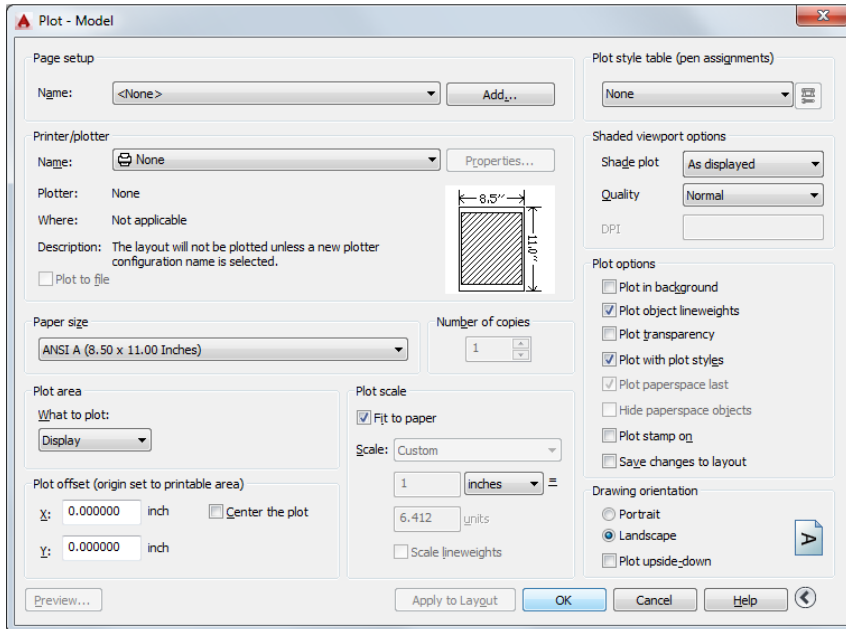 Plot - Model
Page setup
Name: <None> Add...
Printer/plotter
Name: None Properties...
Plotter: None
Where: Not applicable
Description: The layout will not be plotted unless a new plotter
configuration name is selected.
Plot to file
8.5"
11.0"
Paper size
ANSI A (8.50 x 11.00 Inches)
Number of copies
1
Plot area
What to plot:
Display
Plot offset (origin set to printable area)
X: 0.000000 inch Center the plot
Y: 0.000000 inch
Plot scale
Fit to paper
Scale: Custom
1 inches =
6.412 units
Scale lineweights
Plot style table (pen assignments)
None
Shaded viewport options
Shade plot As displayed
Quality Normal
DPI
Plot options
Plot in background
Plot object lineweights
Plot transparency
Plot with plot styles
Plot paperspace last
Hide paperspace objects
Plot stamp on
Save changes to layout
Drawing orientation
Portrait
Landscape
Plot upside-down
A
Preview... Apply to Layout OK Cancel Help